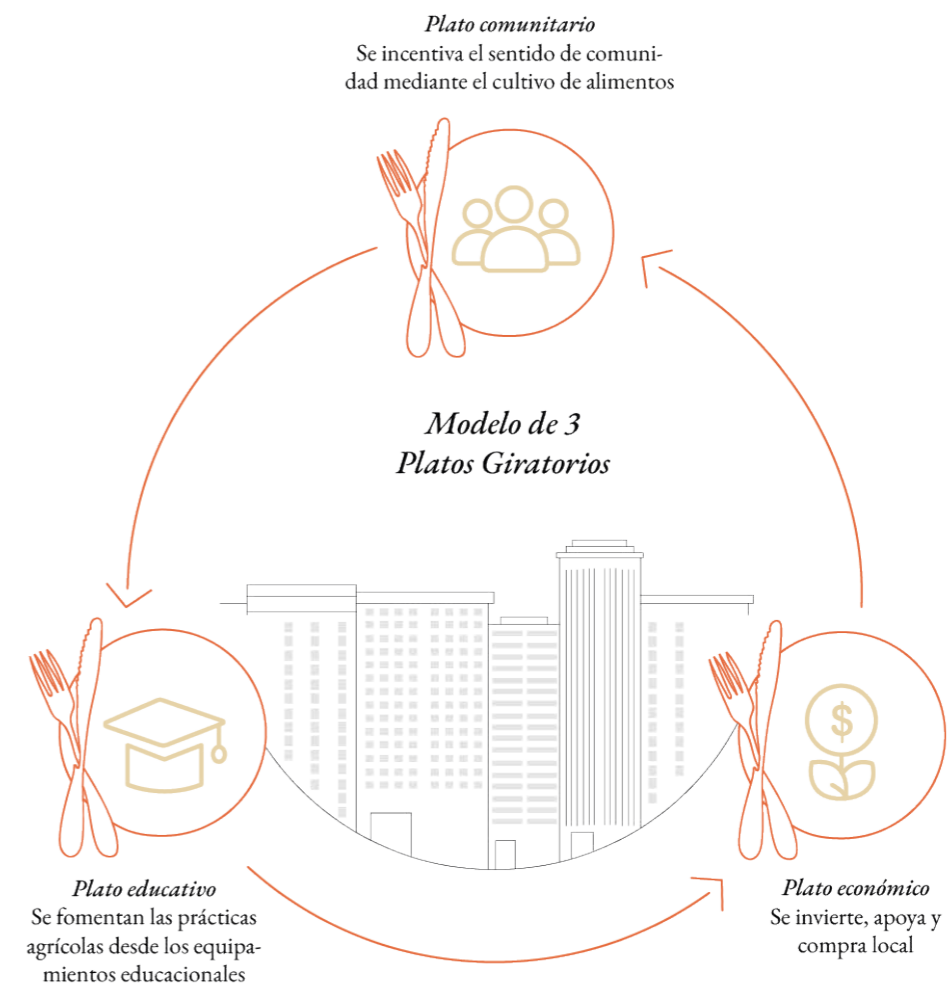 Plato comunitario
Se incentiva el sentido de comuni-
dad mediante el cultivo de alimentos
Modelo de 3
Platos Giratorios
$
Plato educativo
Se fomentan las prácticas
agrícolas desde los equipa-
mientos educacionales
Plato económico
Se invierte, apoya y
compra local